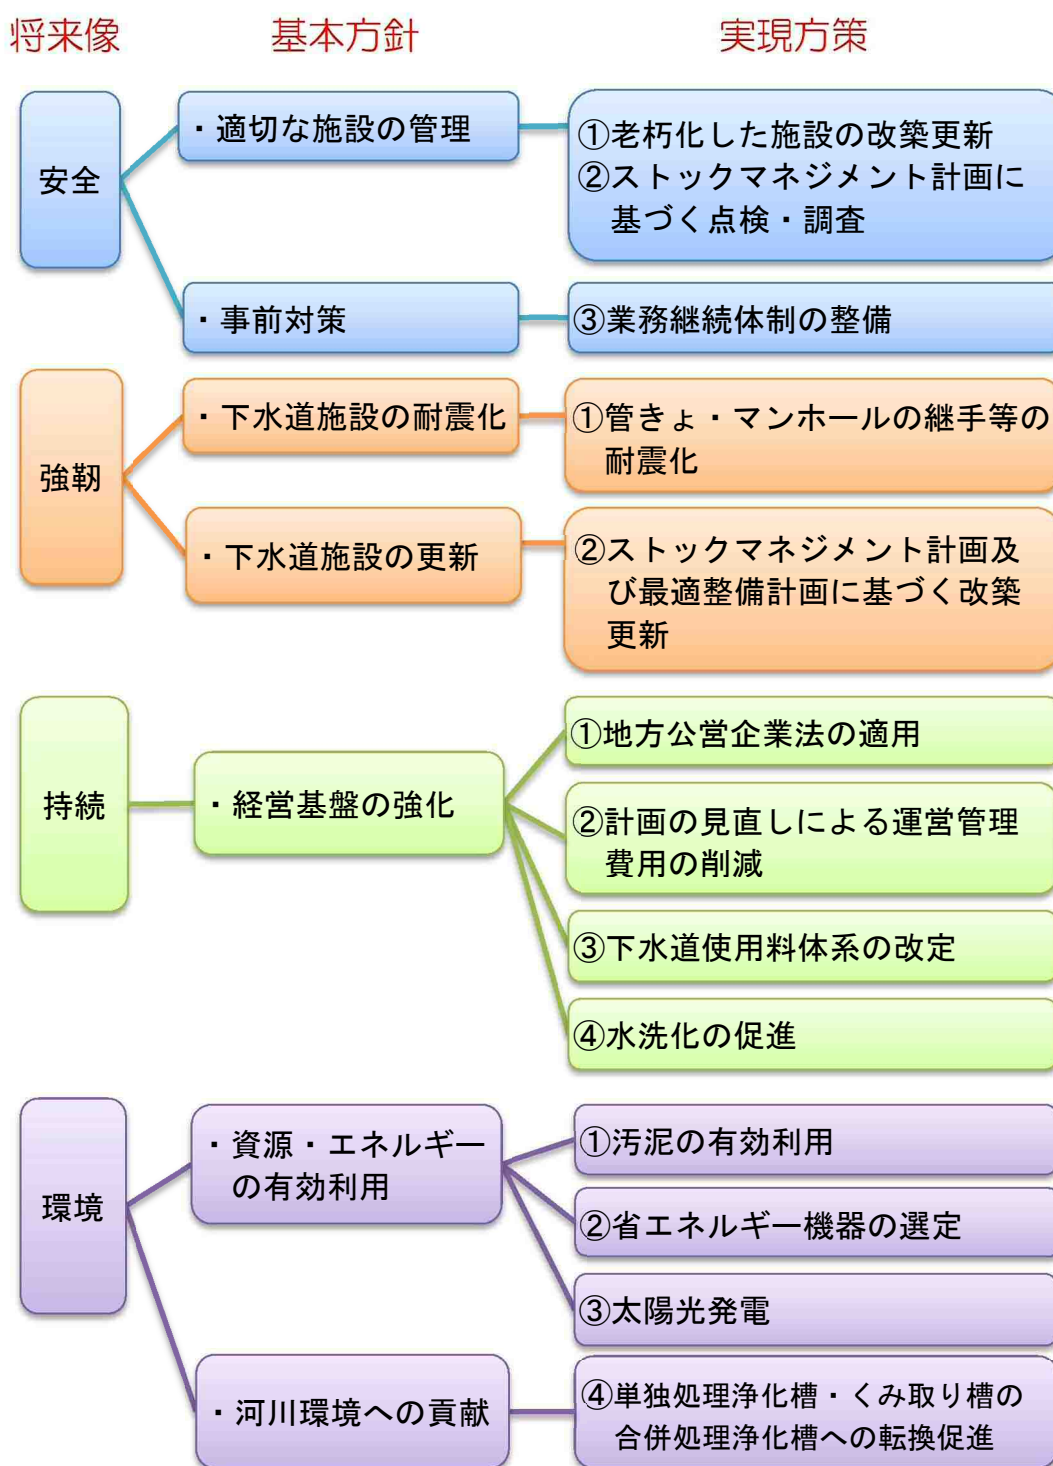 将来像
基本方針
実現方策
安全
・適切な施設の管理
①老朽化した施設の改築更新
②ストックマネジメント計画に
基づく点検・調査
・事前対策
③業務継続体制の整備
強靭
・下水道施設の耐震化
①管きょ・マンホールの継手等の
耐震化
・下水道施設の更新
②ストックマネジメント計画及
び最適整備計画に基づく改築
更新
持続
・経営基盤の強化
①地方公営企業法の適用
②計画の見直しによる運営管理
費用の削減
③下水道使用料体系の改定
④水洗化の促進
環境
・資源・エネルギー
の有効利用
①汚泥の有効利用
②省エネルギー機器の選定
③太陽光発電
・河川環境への貢献
④単独処理浄化槽・くみ取り槽の
合併処理浄化槽への転換促進